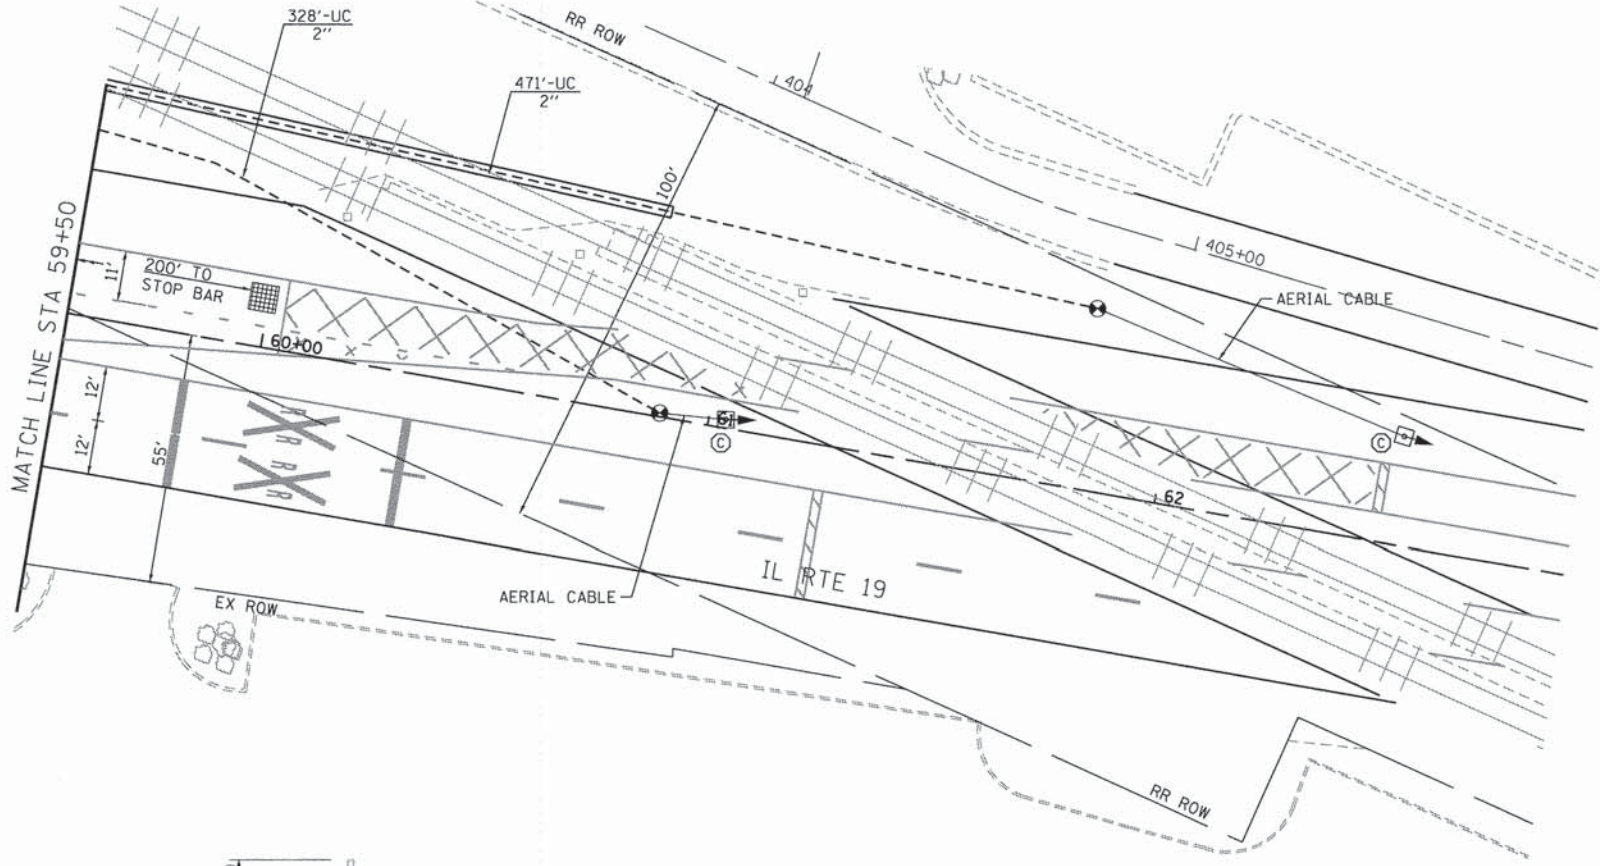 328'-UC
2''
471'-UC
2''
RR ROW
404
100'
405+00
AERIAL CABLE
MATCH LINE STA 59+50
11'
200' TO
STOP BAR
60+00
12'
12'
55'
R R
R R
61
C
C
62
IL RTE 19
AERIAL CABLE
EX ROW
RR ROW